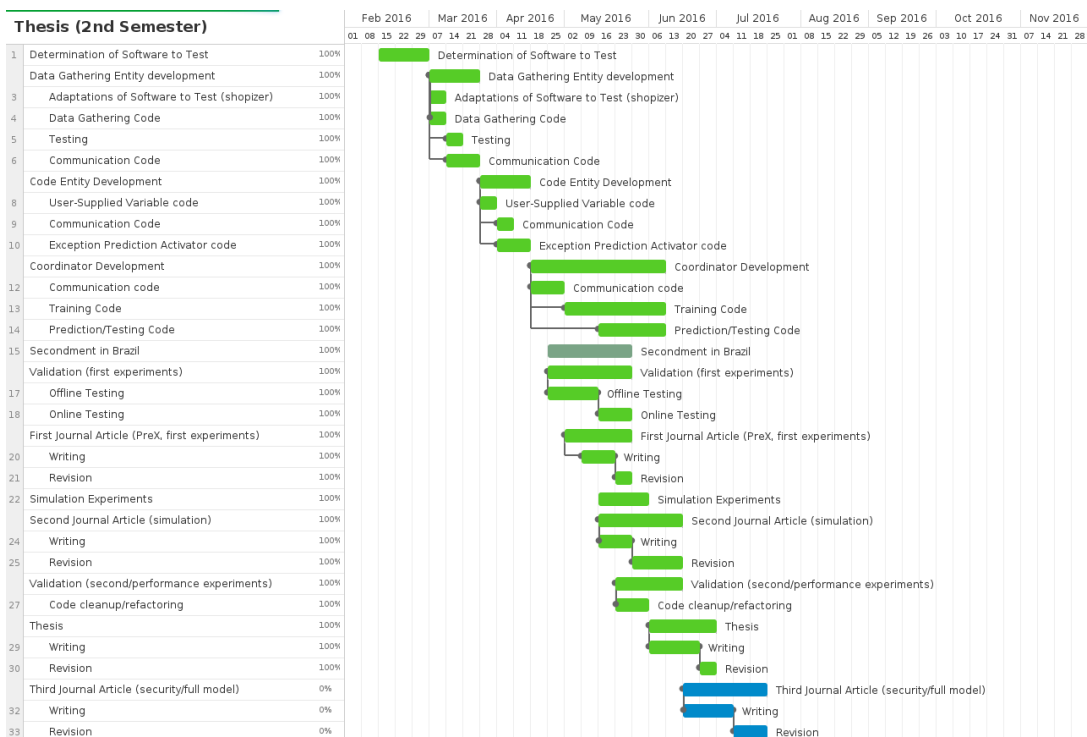 Thesis (2nd Semester)
Feb 2016 Mar 2016 Apr 2016 May 2016 Jun 2016 Jul 2016 Aug 2016 Sep 2016 Oct 2016 Nov 2016
01 08 15 22 29 07 14 21 28 04 11 18 25 02 09 16 23 30 06 13 20 27 04 11 18 25 01 08 15 22 29 05 12 19 26 03 10 17 24 31 07 14 21 28
1 Determination of Software to Test 100% Determination of Software to Test
Data Gathering Entity development 100% Data Gathering Entity development
3 Adaptations of Software to Test (shopizer) 100% Adaptations of Software to Test (shopizer)
4 Data Gathering Code 100% Data Gathering Code
5 Testing 100% Testing
6 Communication Code 100% Communication Code
Code Entity Development 100% Code Entity Development
8 User-Supplied Variable code 100% User-Supplied Variable code
9 Communication Code 100% Communication Code
10 Exception Prediction Activator code 100% Exception Prediction Activator code
Coordinator Development 100% Coordinator Development
12 Communication code 100% Communication code
13 Training Code 100% Training Code
14 Prediction/Testing Code 100% Prediction/Testing Code
15 Secondment in Brazil 100% Secondment in Brazil
Validation (first experiments) 100% Validation (first experiments)
17 Offline Testing 100% Offline Testing
18 Online Testing 100% Online Testing
First Journal Article (PreX, first experiments) 100% First Journal Article (PreX, first experiments)
20 Writing 100% Writing
21 Revision 100% Revision
22 Simulation Experiments 100% Simulation Experiments
Second Journal Article (simulation) 100% Second Journal Article (simulation)
24 Writing 100% Writing
25 Revision 100% Revision
Validation (second/performance experiments) 100% Validation (second/performance experiments)
27 Code cleanup/refactoring 100% Code cleanup/refactoring
Thesis 100% Thesis
29 Writing 100% Writing
30 Revision 100% Revision
Third Journal Article (security/full model) 0% Third Journal Article (security/full model)
32 Writing 0% Writing
33 Revision 0% Revision